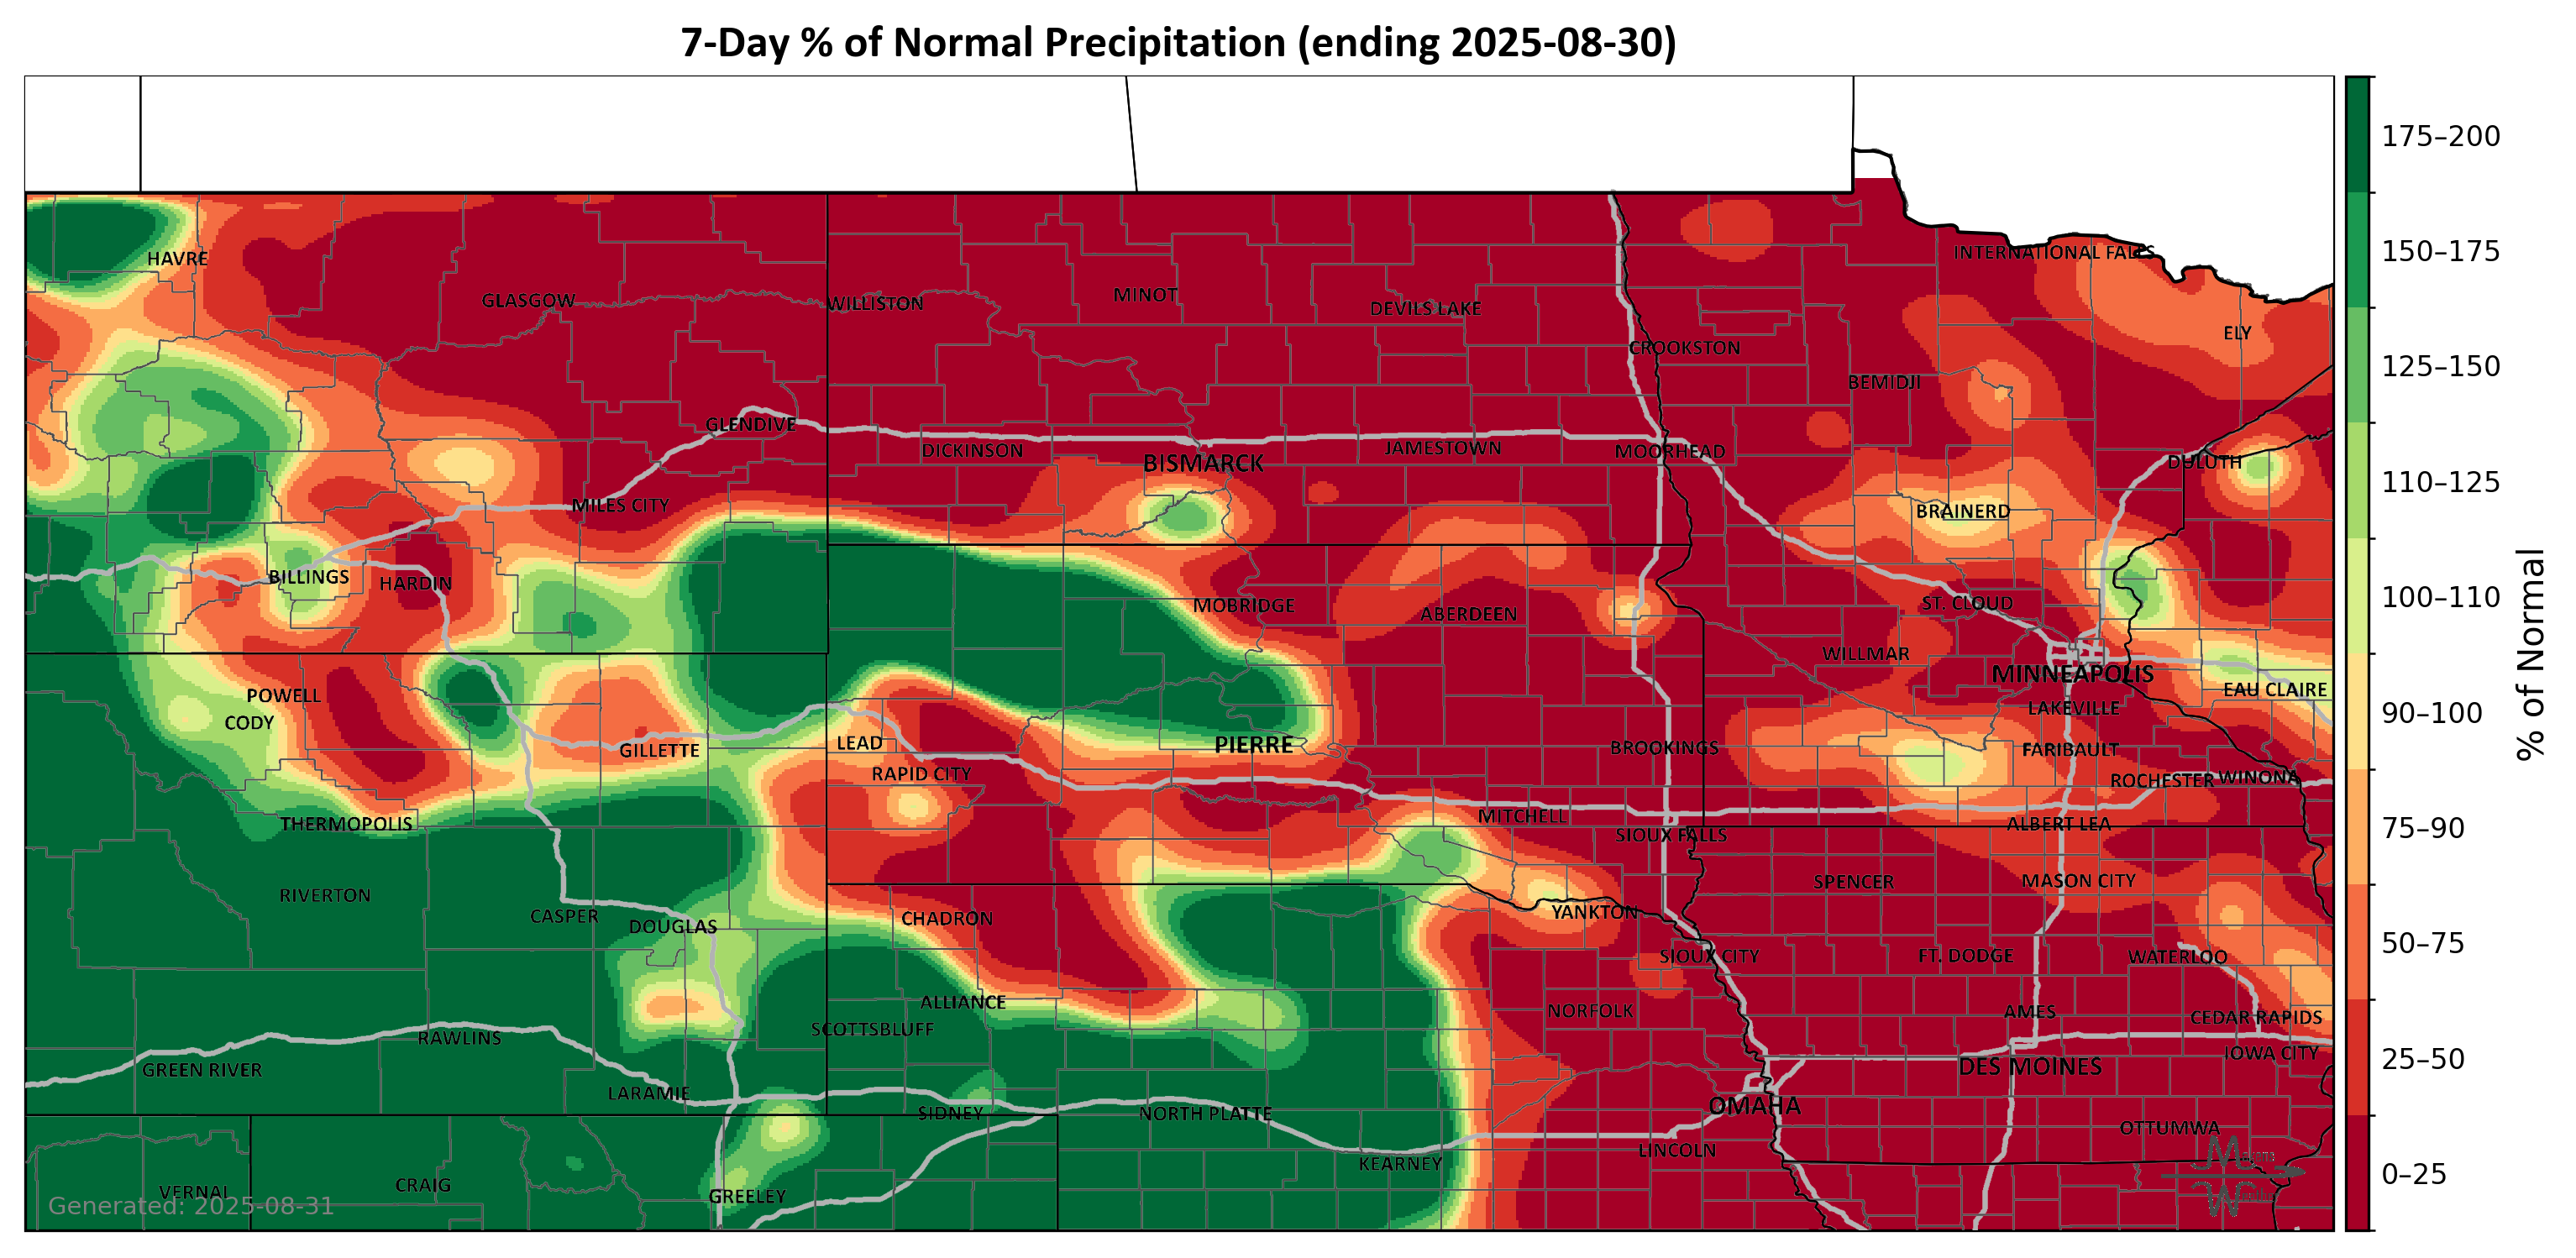 7-Day % of Normal Precipitation (ending 2025-08-30)
175–200
HAVRE
INTERNATIONAL FALLS
150–175
GLASGOW
WILLISTON
MINOT
DEVILS LAKE
ELY
CROOKSTON
125–150
BEMIDJI
GLENDIVE
DICKINSON
BISMARCK
JAMESTOWN
MOORHEAD
DULUTH
110–125
MILES CITY
BRAINERD
BILLINGS
HARDIN
MOBRIDGE
ABERDEEN
ST. CLOUD
100–110
WILLMAR
MINNEAPOLIS
% of Normal
POWELL
EAU CLAIRE
CODY
LAKEVILLE
90–100
GILLETTE
LEAD
PIERRE
BROOKINGS
FARIBAULT
RAPID CITY
ROCHESTER
WINONA
THERMOPOLIS
MITCHELL
SIOUX FALLS
ALBERT LEA
75–90
RIVERTON
SPENCER
MASON CITY
CASPER
DOUGLAS
CHADRON
YANKTON
50–75
SIOUX CITY
FT. DODGE
WATERLOO
ALLIANCE
NORFOLK
AMES
CEDAR RAPIDS
SCOTTSBLUFF
RAWLINS
GREEN RIVER
DES MOINES
IOWA CITY
25–50
LARAMIE
SIDNEY
NORTH PLATTE
OMAHA
OTTUMWA
LINCOLN
KEARNEY
0–25
VERNAL
CRAIG
GREELEY
Generated: 2025-08-31